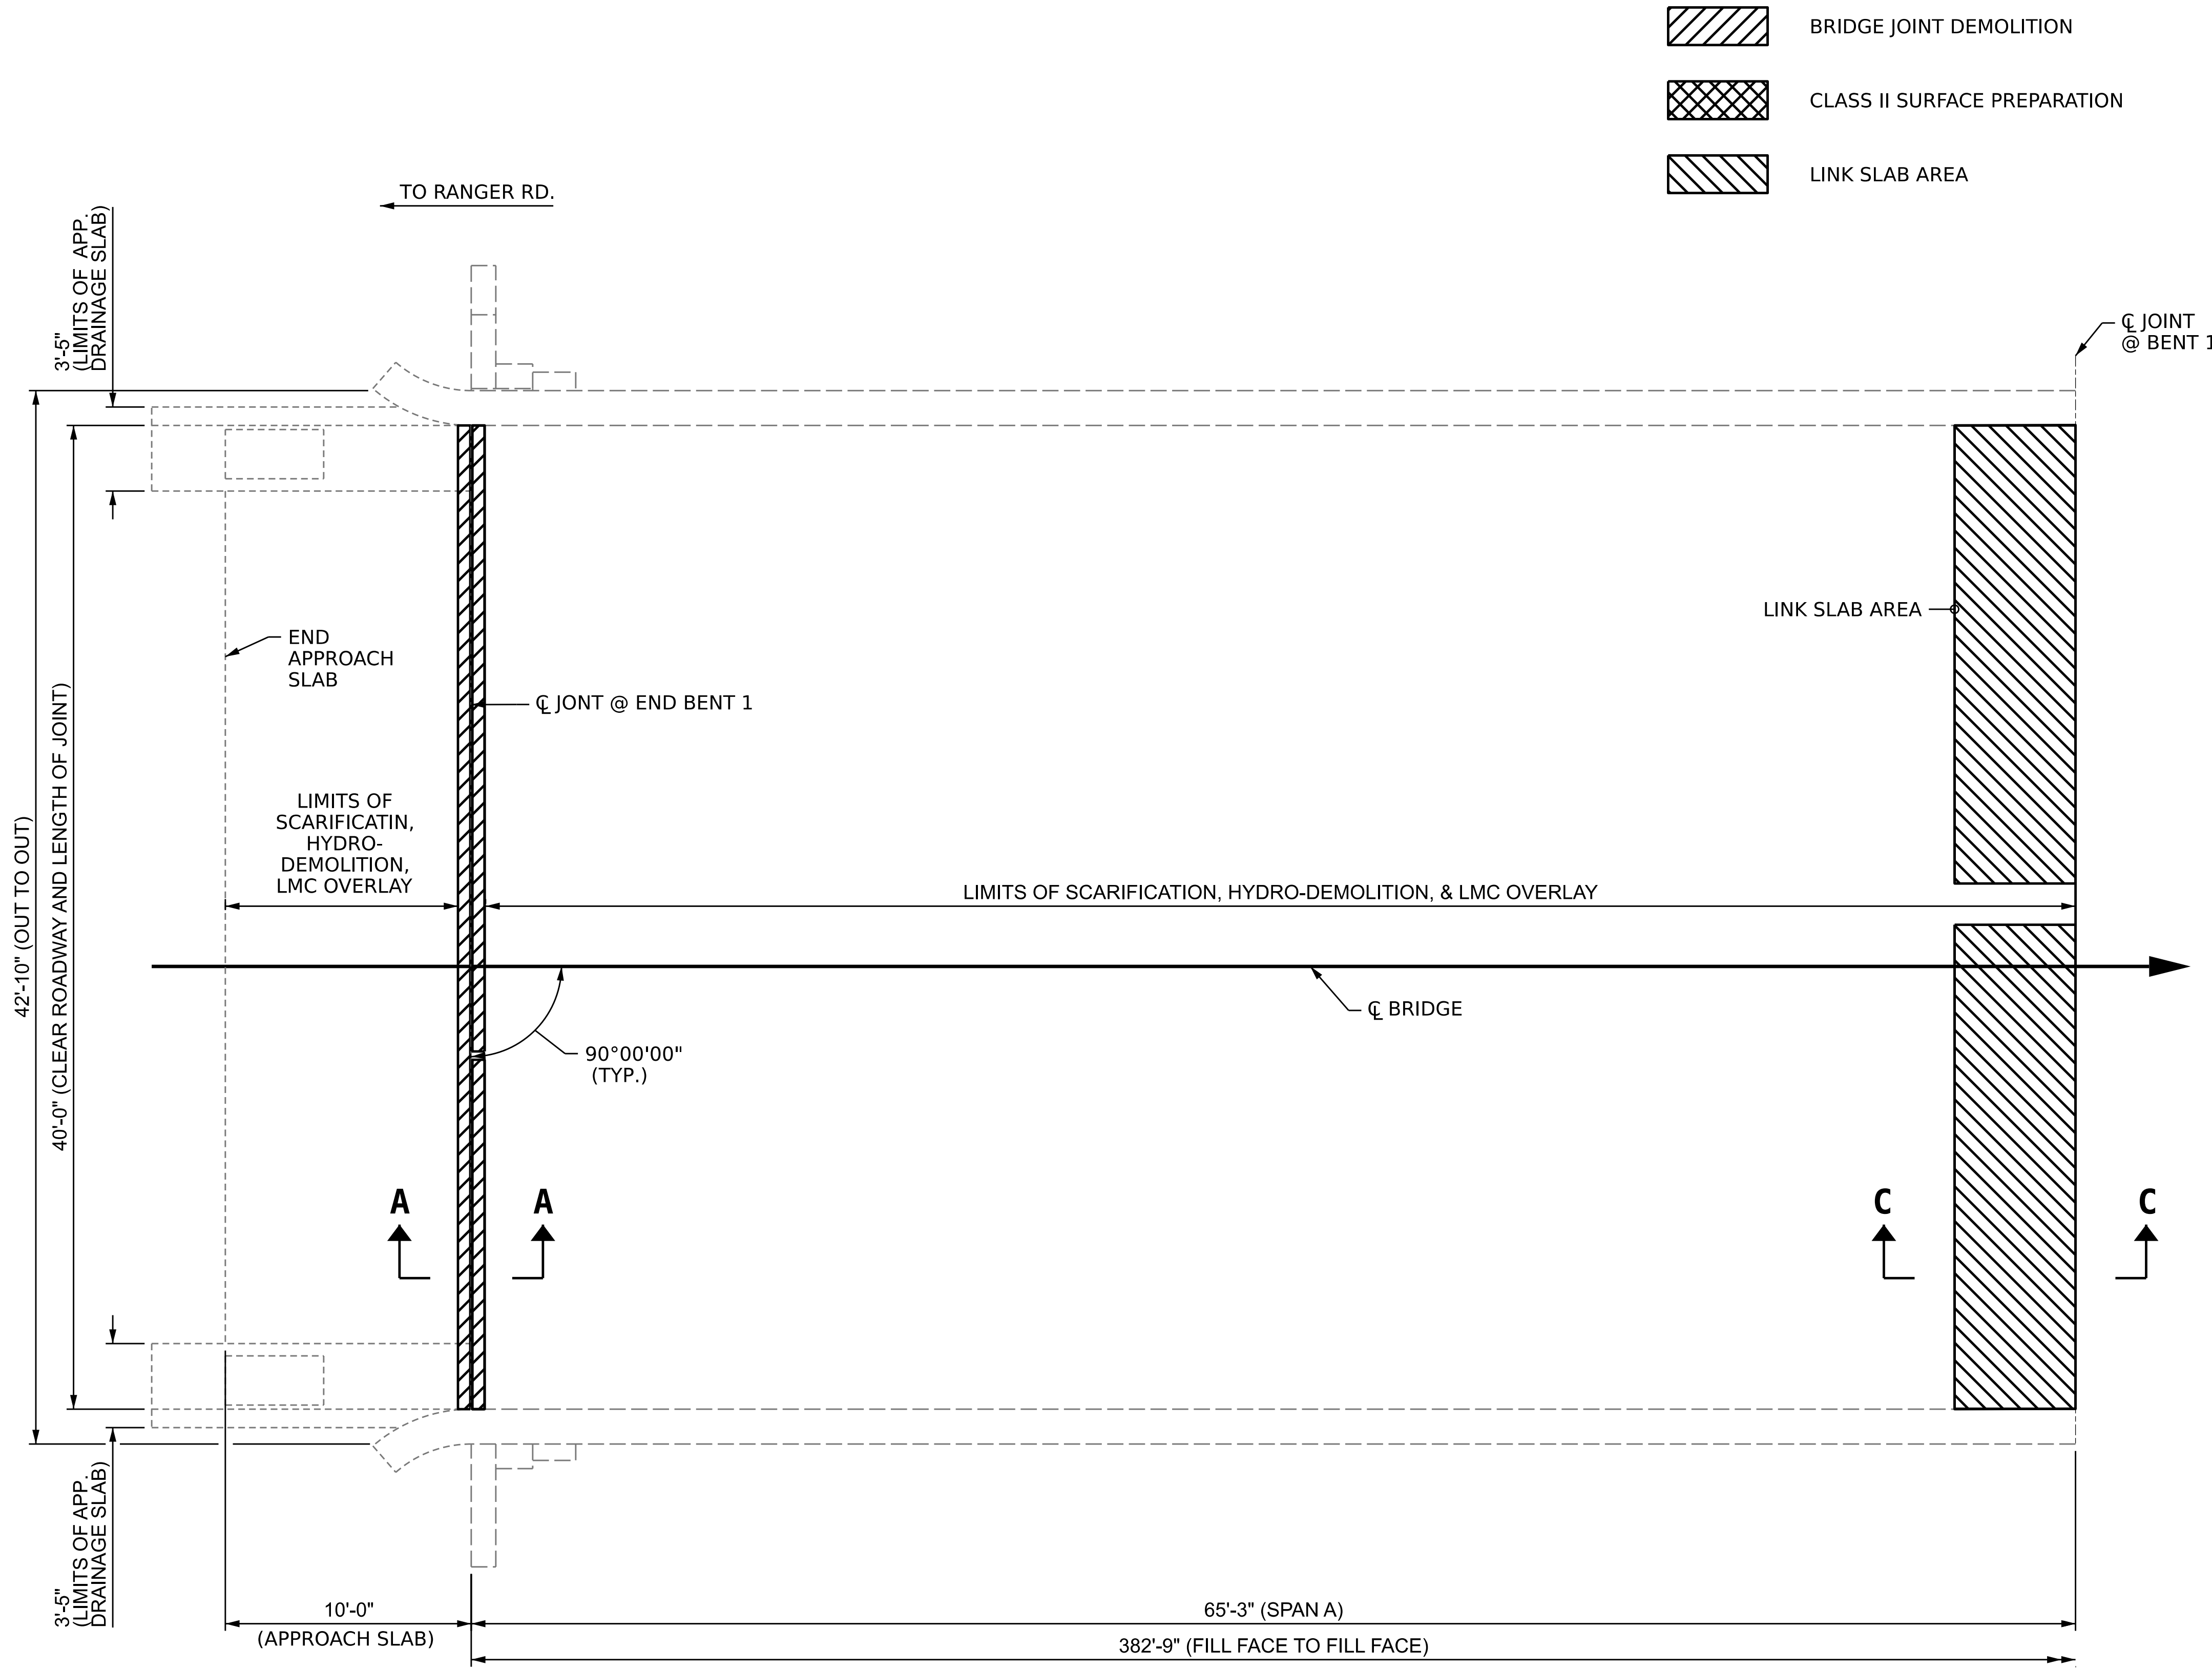 BRIDGE JOINT DEMOLITION
CLASS II SURFACE PREPARATION
LINK SLAB AREA
TO RANGER RD.
3'-5"
(LIMITS OF APP.
DRAINAGE SLAB)
℄ JOINT
@ BENT 1
LINK SLAB AREA
END
APPROACH
SLAB
℄ JONT @ END BENT 1
42'-10" (OUT TO OUT)
40'-0" (CLEAR ROADWAY AND LENGTH OF JOINT)
LIMITS OF
SCARIFICATIN,
HYDRO-
DEMOLITION,
LMC OVERLAY
LIMITS OF SCARIFICATION, HYDRO-DEMOLITION, & LMC OVERLAY
℄ BRIDGE
90°00'00"
(TYP.)
A A C C
3'-5"
(LIMITS OF APP.
DRAINAGE SLAB)
10'-0"
(APPROACH SLAB)
65'-3" (SPAN A)
382'-9" (FILL FACE TO FILL FACE)